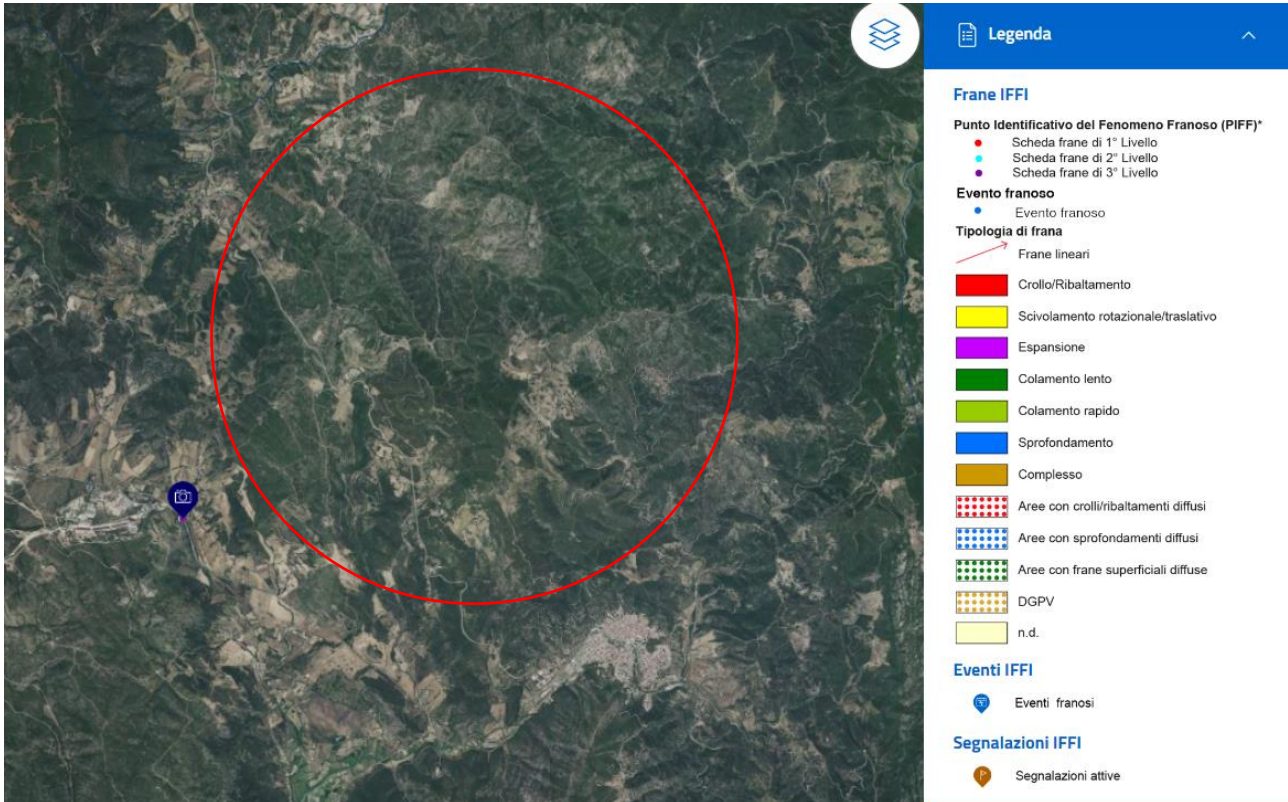 Legenda
Frane IFFI
Punto Identificativo del Fenomeno Franoso (PIFF)*
Scheda frane di 1° Livello
Scheda frane di 2° Livello
Scheda frane di 3° Livello
Evento franoso
Evento franoso
Tipologia di frana
Frane lineari
Crollo/Ribaltamento
Scivolamento rotazionale/traslativo
Espansione
Colamento lento
Colamento rapido
Sprofondamento
Complesso
Aree con crolli/ribaltamenti diffusi
Aree con sprofondamenti diffusi
Aree con frane superficiali diffuse
DGPV
n.d.
Eventi IFFI
Eventi franosi
Segnalazioni IFFI
Segnalazioni attive